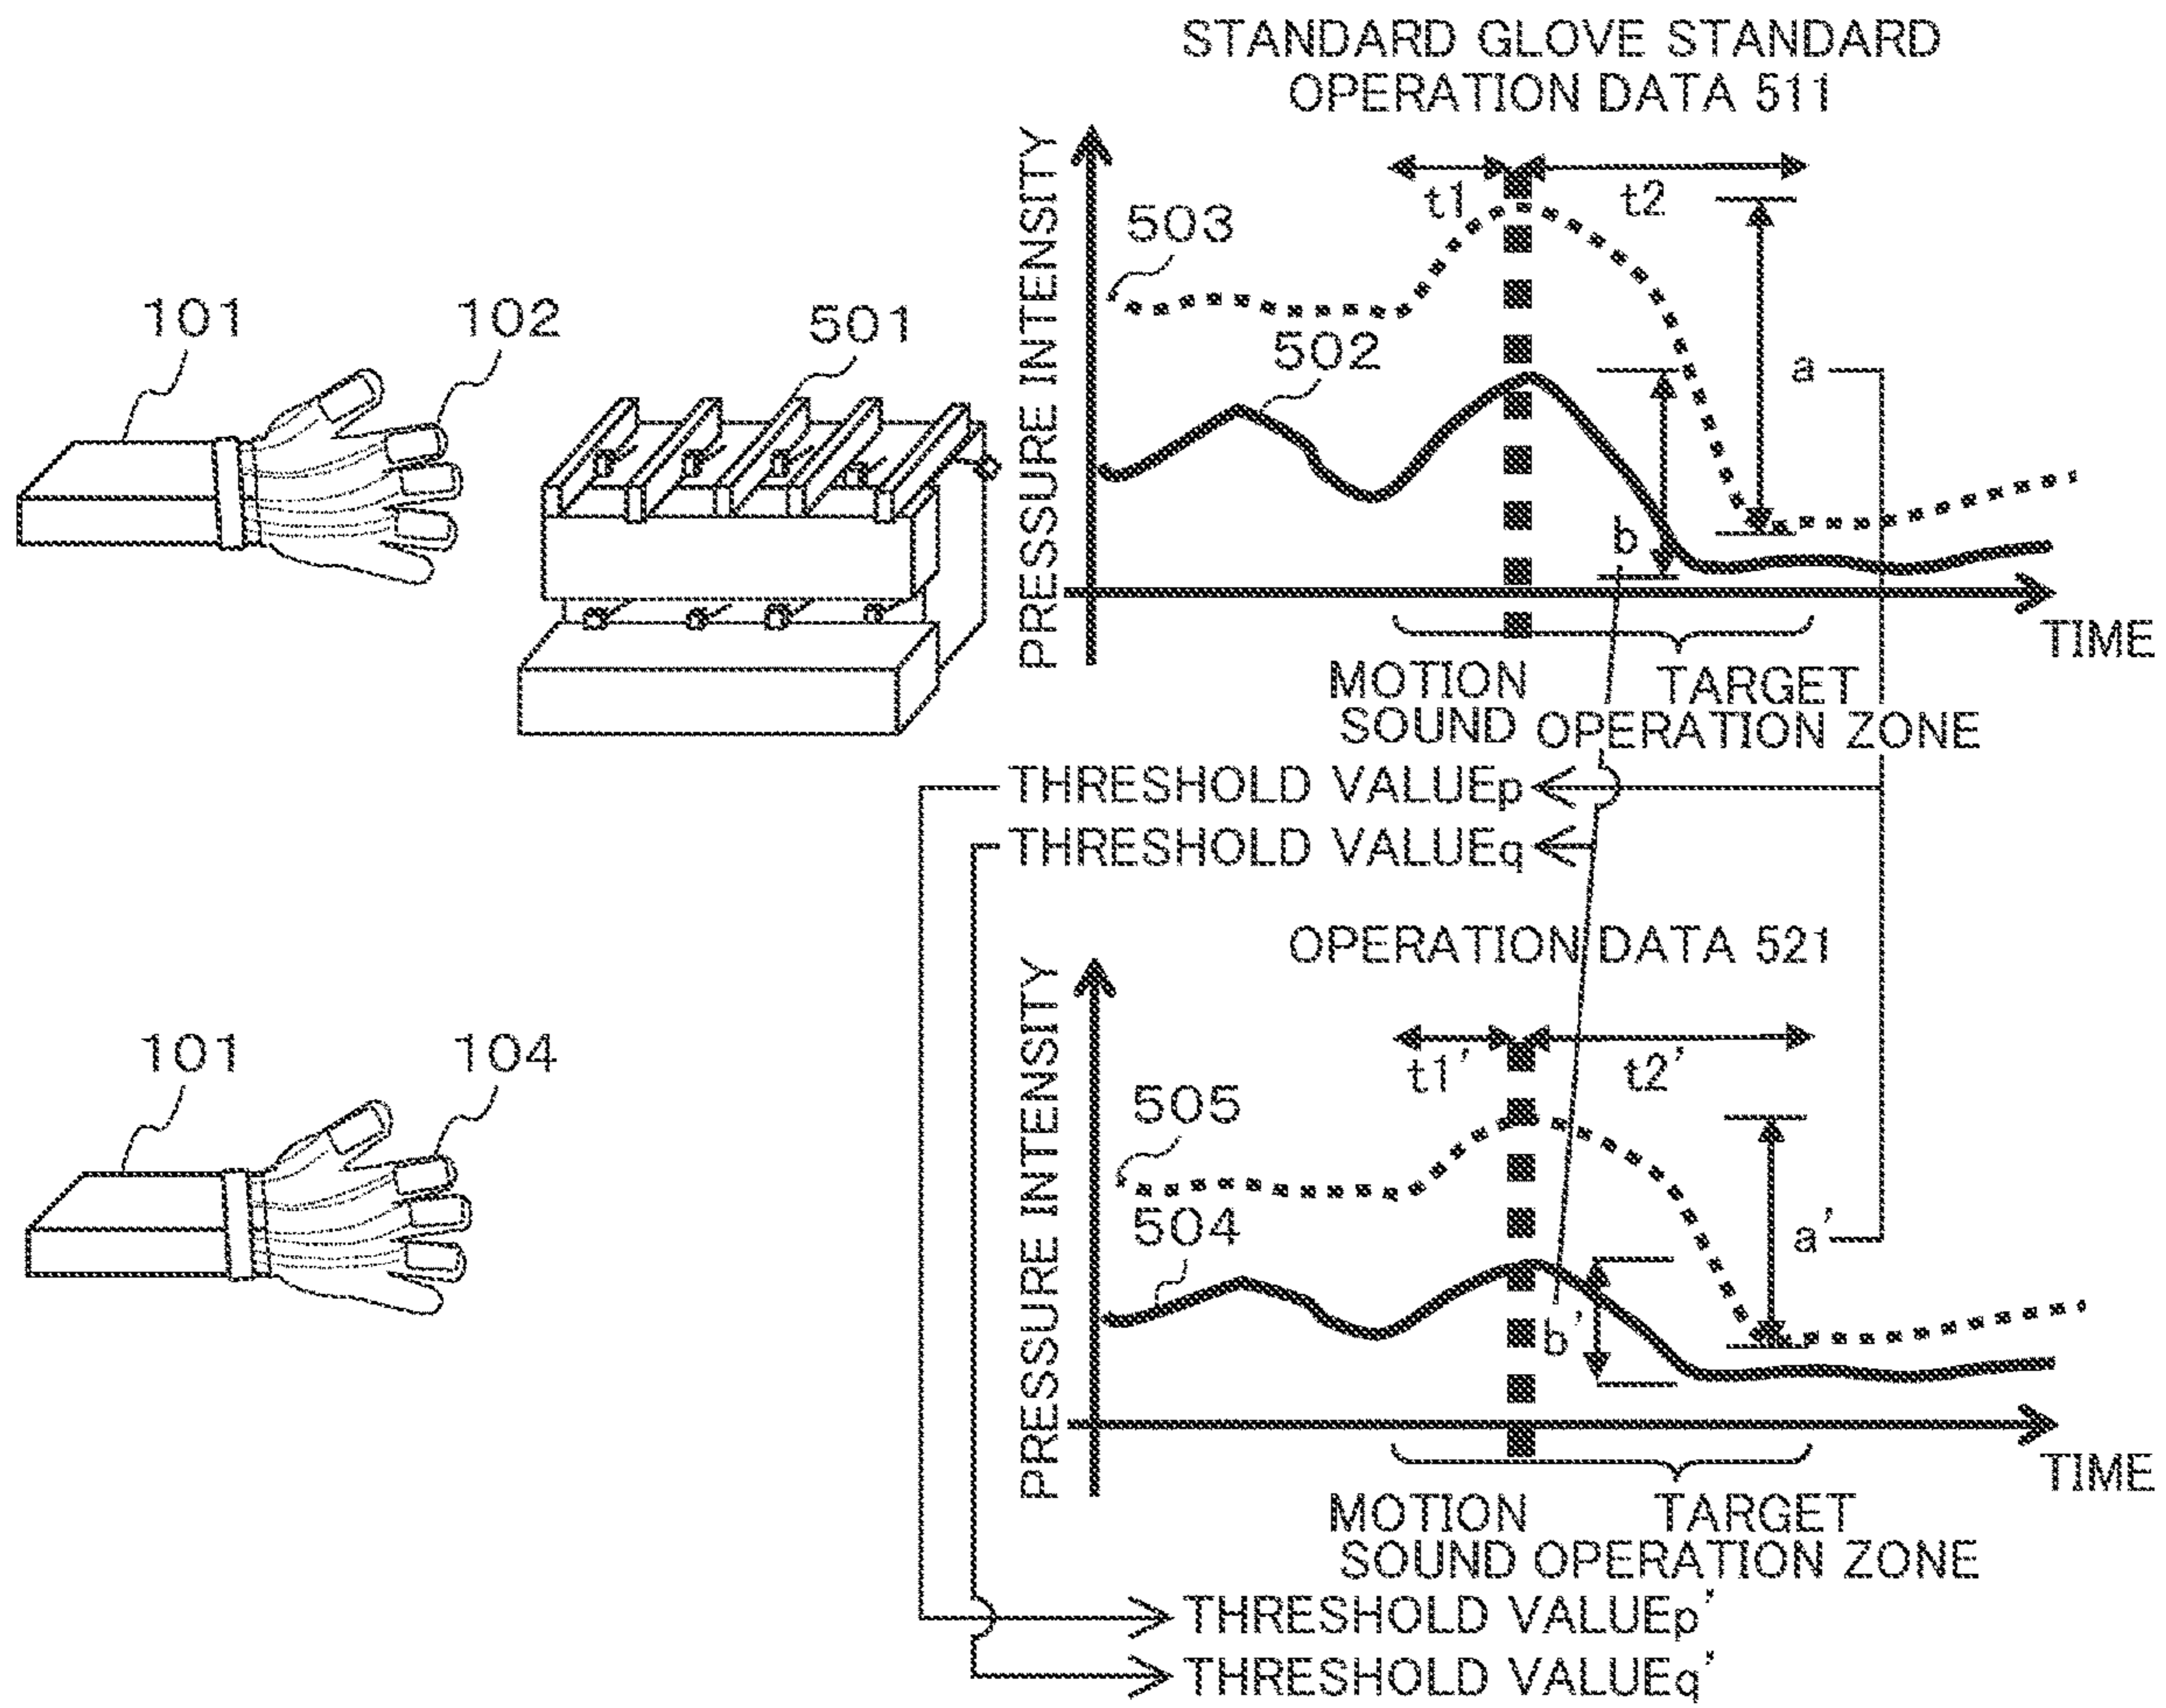 STANDARD GLOVE STANDARD
OPERATION DATA 511
PRESSURE INTENSITY
t1
t2
503
502
a
b
101
102
501
TIME
MOTION
SOUND
TARGET
OPERATION ZONE
THRESHOLD VALUEp
THRESHOLD VALUEq
OPERATION DATA 521
PRESSURE INTENSITY
t1'
t2'
505
504
a'
b'
101
104
TIME
MOTION
SOUND
TARGET
OPERATION ZONE
THRESHOLD VALUEp'
THRESHOLD VALUEq'